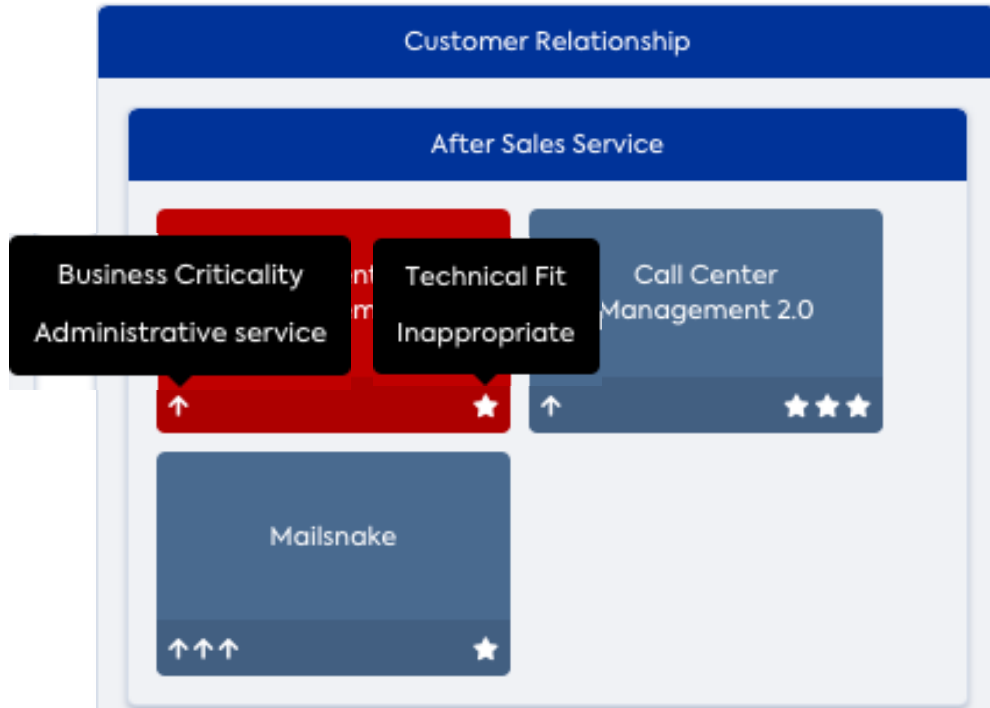 Customer Relationship
After Sales Service
Business Criticality
Administrative service
Technical Fit
Inappropriate
Call Center
Management 2.0
Mailsnake